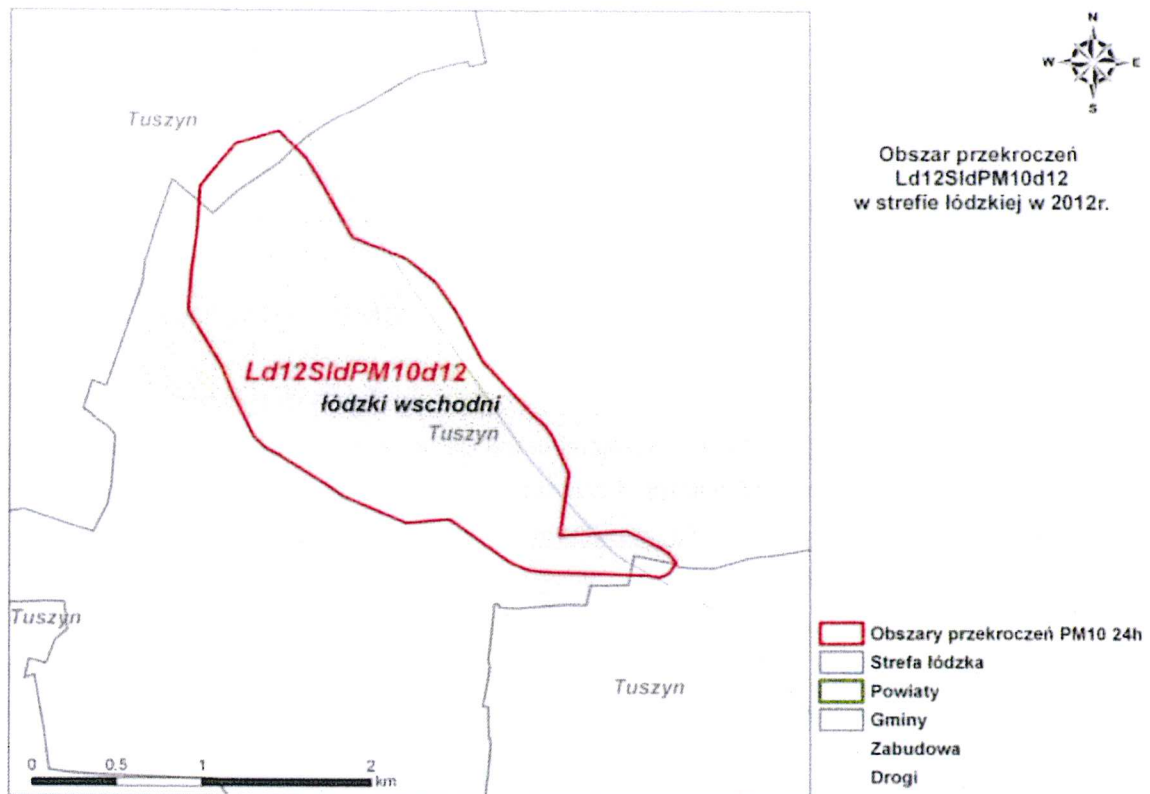 N
W E
S
Tuszyn
Obszar przekroczeń
Ld12SldPM10d12
w strefie łódzkiej w 2012r.
Ld12SldPM10d12
łódzki wschodni
Tuszyn
Tuszyn
Tuszyn
Obszary przekroczeń PM10 24h
Strefa łódzka
Powiaty
Gminy
Zabudowa
Drogi
0 0.5 1 2
km